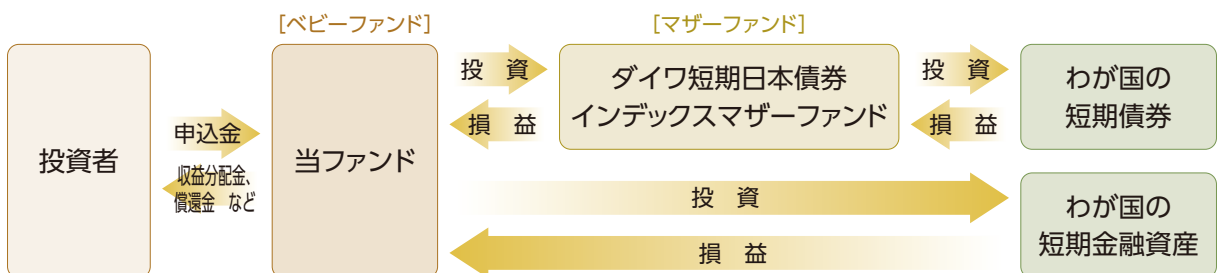 [ベビーファンド]
[マザーファンド]
投資者
申込金
収益分配金、
償還金 など
当ファンド
投 資
損 益
ダイワ短期日本債券
インデックスマザーファンド
投 資
損 益
わが国の
短期債券
投 資
損 益
わが国の
短期金融資産